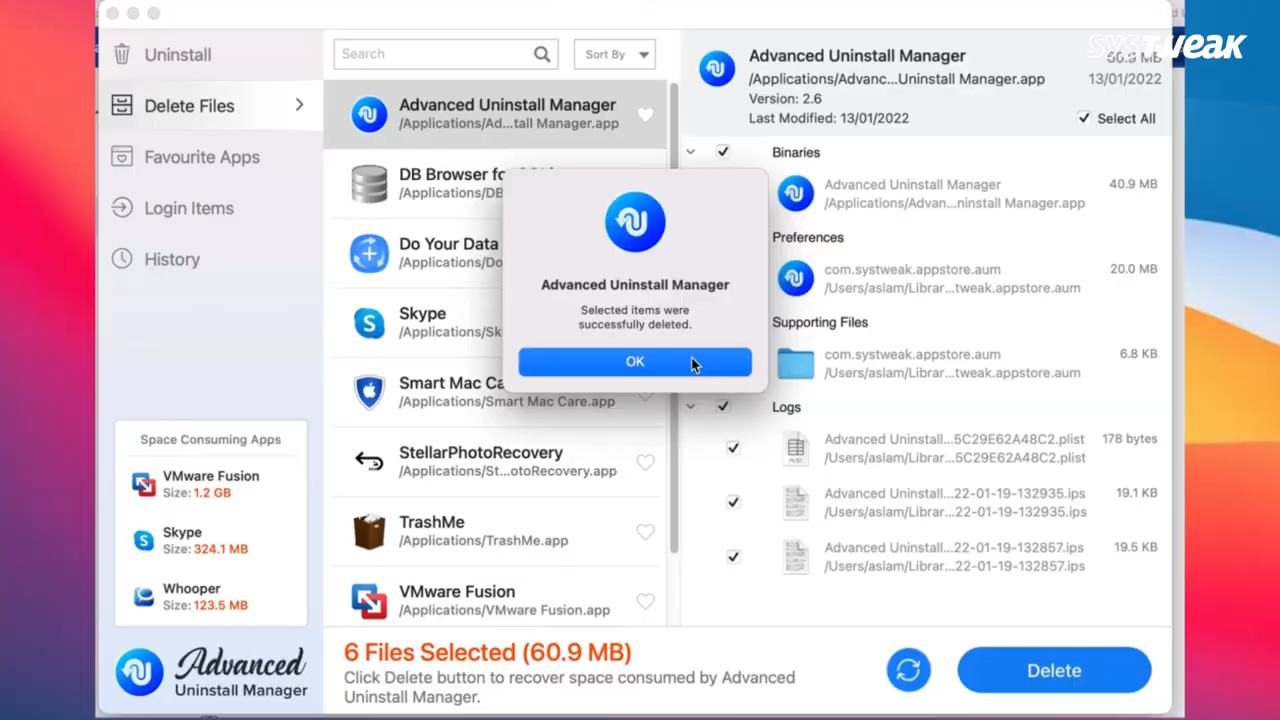 SYSTWEAK
Uninstall
Delete Files
Favourite Apps
Login Items
History
Space Consuming Apps
VMware Fusion
Size: 1.2 GB
Skype
Size: 324.1 MB
Whooper
Size: 123.5 MB
Advanced
Uninstall Manager
Search
Sort By
Advanced Uninstall Manager
/Applications/Ad...tall Manager.app
DB Browser fo
/Applications/DB
Do Your Data
/Applications/Do
Skype
/Applications/Sk
Smart Mac Ca
/Applications/Smart Mac Care.app
StellarPhotoRecovery
/Applications/St...otoRecovery.app
TrashMe
/Applications/TrashMe.app
VMware Fusion
/Applications/VMware Fusion.app
Advanced Uninstall Manager
Selected items were
successfully deleted.
OK
Advanced Uninstall Manager
60.9 MB
/Applications/Advanc...Uninstall Manager.app
13/01/2022
Version: 2.6
Last Modified: 13/01/2022
Select All
Binaries
Advanced Uninstall Manager
40.9 MB
/Applications/Advan...ninstall Manager.app
Preferences
com.systweak.appstore.aum
20.0 MB
/Users/aslam/Librar...tweak.appstore.aum
Supporting Files
com.systweak.appstore.aum
6.8 KB
/Users/aslam/Librar...tweak.appstore.aum
Logs
Advanced Uninstall...5C29E62A48C2.plist
178 bytes
/Users/aslam/Librar...5C29E62A48C2.plist
Advanced Uninstall...22-01-19-132935.ips
19.1 KB
/Users/aslam/Librar...22-01-19-132935.ips
Advanced Uninstall...22-01-19-132857.ips
19.5 KB
/Users/aslam/Librar...22-01-19-132857.ips
6 Files Selected (60.9 MB)
Click Delete button to recover space consumed by Advanced
Uninstall Manager.
Delete